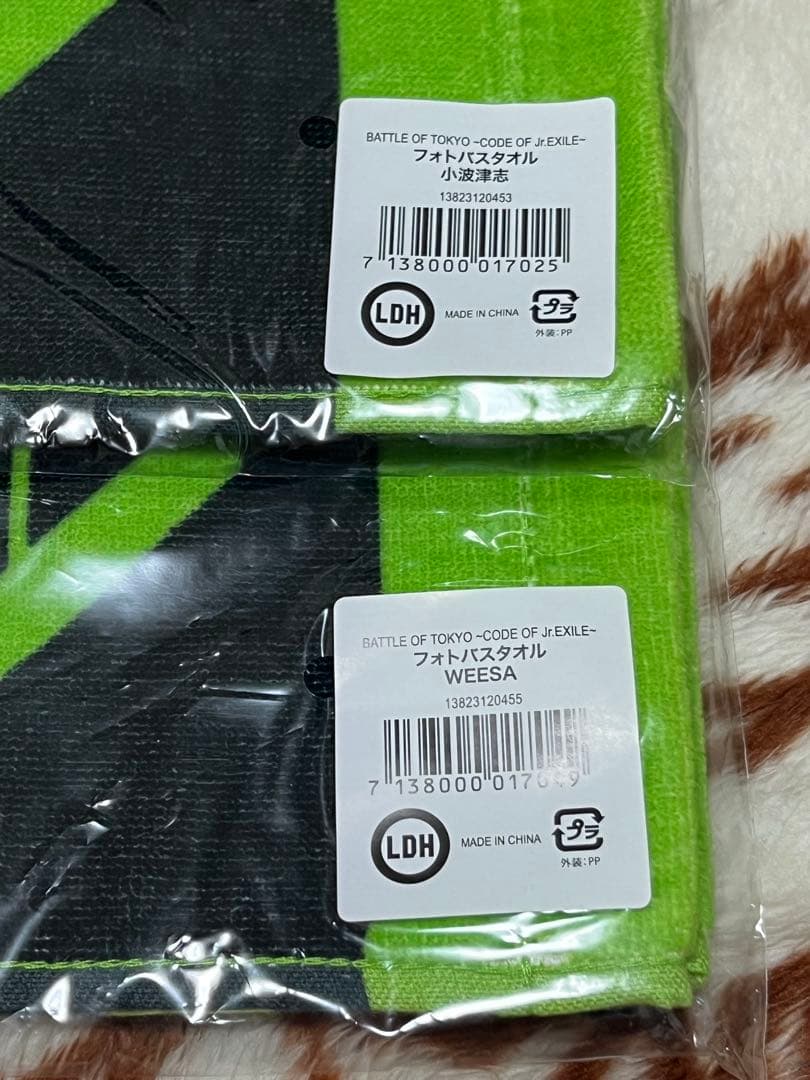 BATTLE OF TOKYO ~CODE OF Jr.EXILE~
フォトバスタオル
小波津志
13823120453
7 138000 017025
LDH MADE IN CHINA プラ
外装:PP
BATTLE OF TOKYO ~CODE OF Jr.EXILE~
フォトバスタオル
WEESA
13823120455
7 138000 017049
LDH MADE IN CHINA プラ
外装:PP